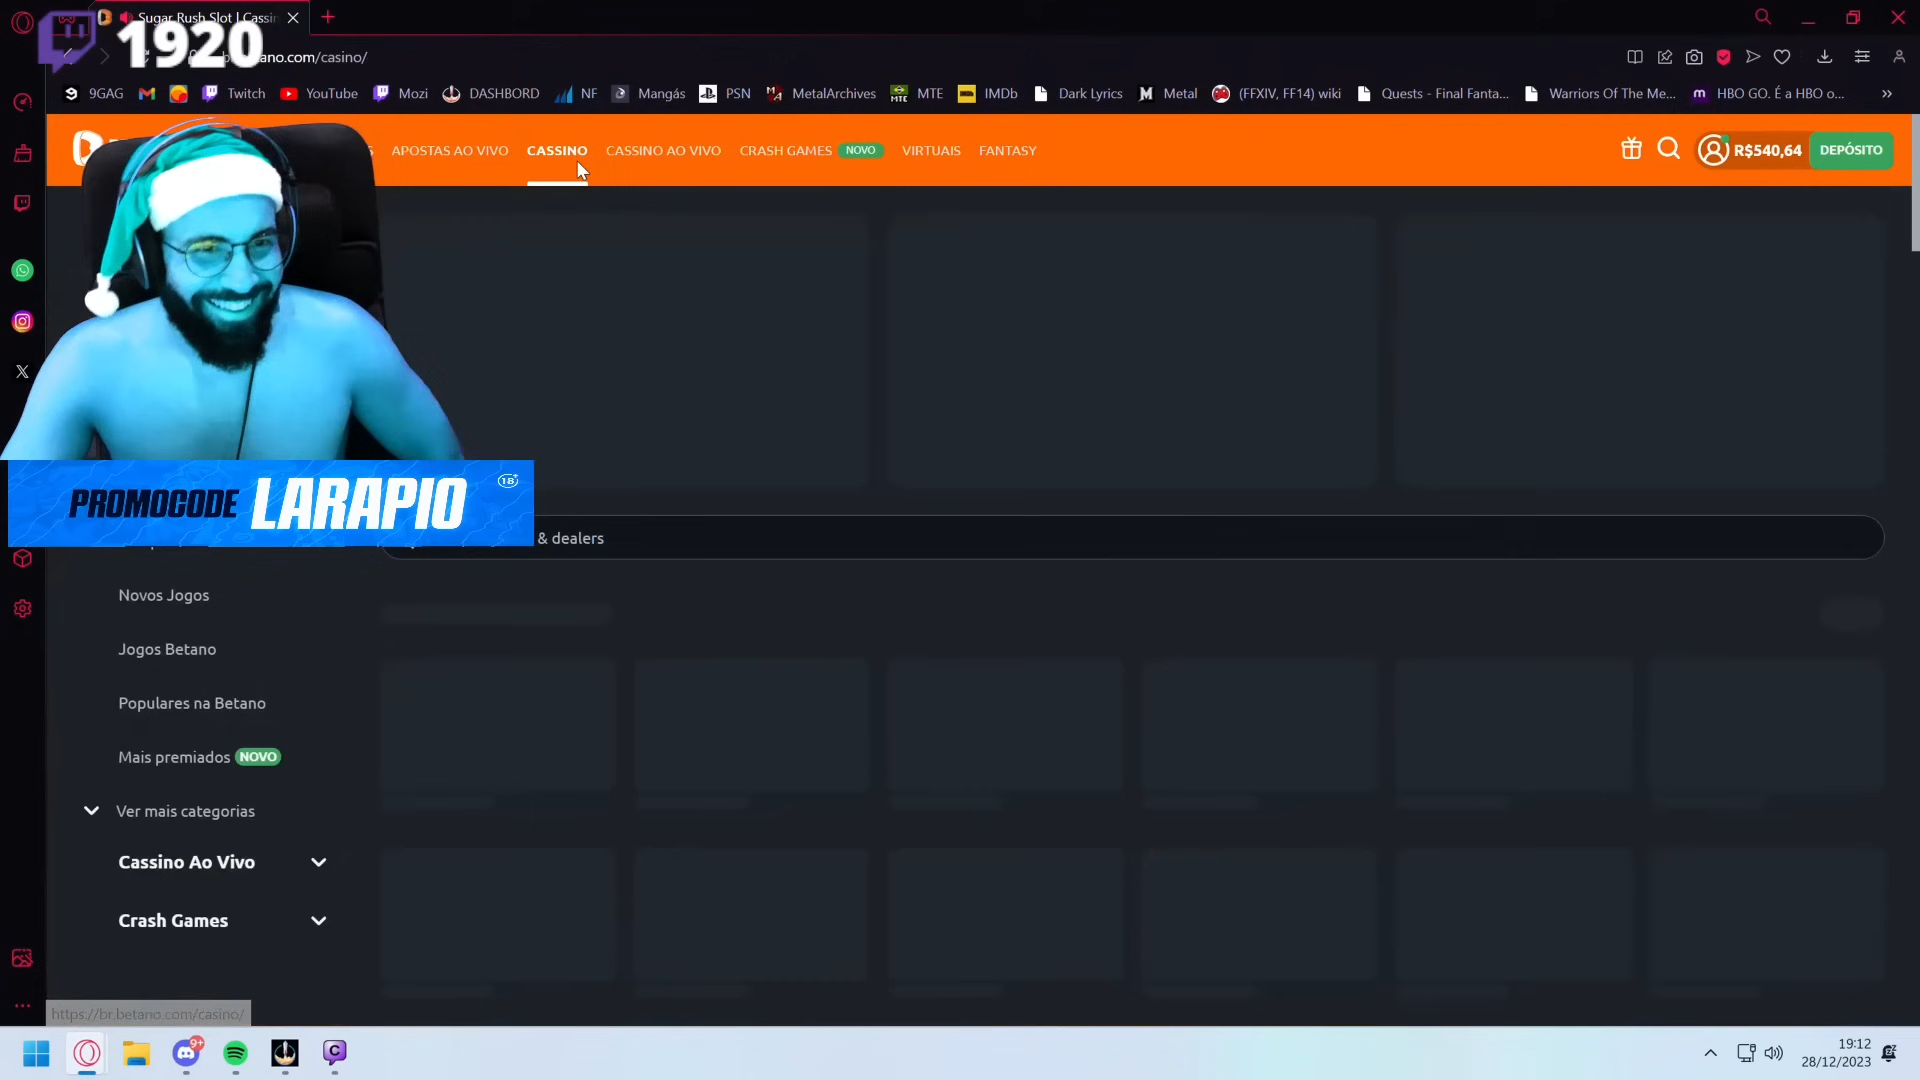 Sugar Rush Slot | Cassin
1920
ano.com/casino/
9GAG
Twitch
YouTube
Mozi
DASHBORD
NF
Mangás
PSN
MetalArchives
MTE
IMDb
Dark Lyrics
Metal
(FFXIV, FF14) wiki
Quests - Final Fanta...
Warriors Of The Me...
HBO GO. É a HBO o...
»
APOSTAS AO VIVO
CASSINO
CASSINO AO VIVO
CRASH GAMES NOVO
VIRTUAIS
FANTASY
R$540,64
DEPÓSITO
PROMOCODE LARAPIO
18+
& dealers
Novos Jogos
Jogos Betano
Populares na Betano
Mais premiados NOVO
Ver mais categorias
Cassino Ao Vivo
Crash Games
https://br.betano.com/casino/
9+
19:12
28/12/2023